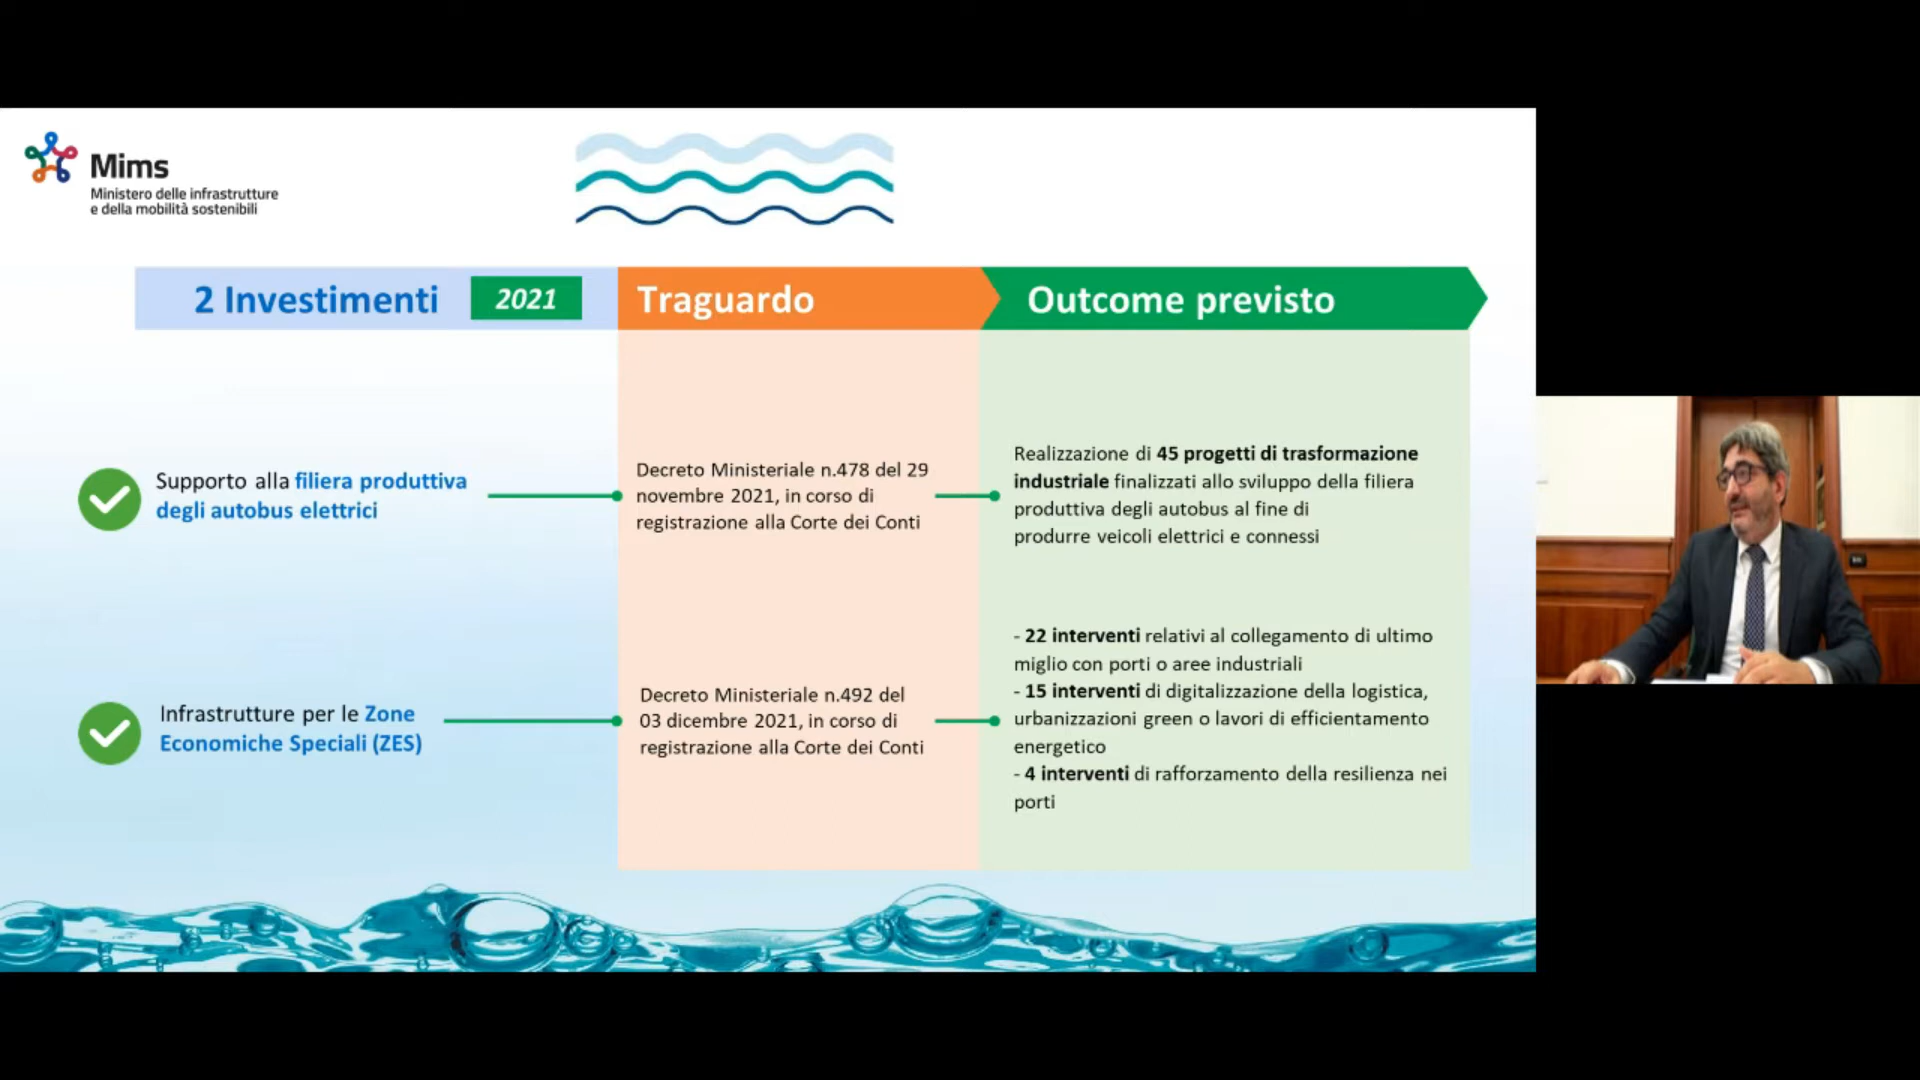 Mims
Ministero delle infrastrutture
e della mobilità sostenibili
2 Investimenti
2021
Traguardo
Outcome previsto
Supporto alla filiera produttiva
degli autobus elettrici
Decreto Ministeriale n.478 del 29
novembre 2021, in corso di
registrazione alla Corte dei Conti
Realizzazione di 45 progetti di trasformazione
industriale finalizzati allo sviluppo della filiera
produttiva degli autobus al fine di
produrre veicoli elettrici e connessi
Infrastrutture per le Zone
Economiche Speciali (ZES)
Decreto Ministeriale n.492 del
03 dicembre 2021, in corso di
registrazione alla Corte dei Conti
- 22 interventi relativi al collegamento di ultimo
miglio con porti o aree industriali
- 15 interventi di digitalizzazione della logistica,
urbanizzazioni green o lavori di efficientamento
energetico
- 4 interventi di rafforzamento della resilienza nei
porti